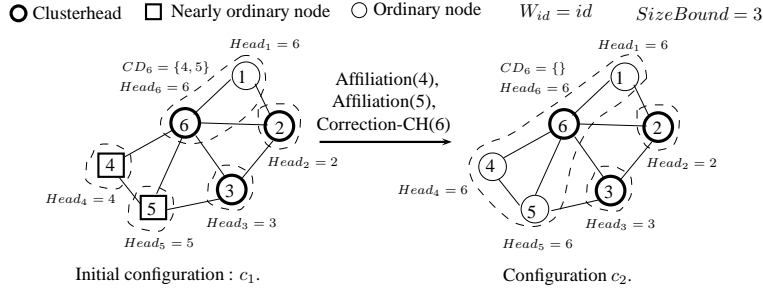 Clusterhead Nearly ordinary node Ordinary node W_{id} = id SizeBound = 3
Head_1 = 6 Head_1 = 6
CD_6 = {4, 5} CD_6 = {}
Head_6 = 6 Head_6 = 6
1 1
Affiliation(4),
Affiliation(5),
Correction-CH(6)
6 2 6 2
Head_2 = 2 Head_2 = 2
4 4
3 3
Head_4 = 4 Head_4 = 6
5 5
Head_3 = 3 Head_3 = 3
Head_5 = 5 Head_5 = 6
Initial configuration : c_1. Configuration c_2.